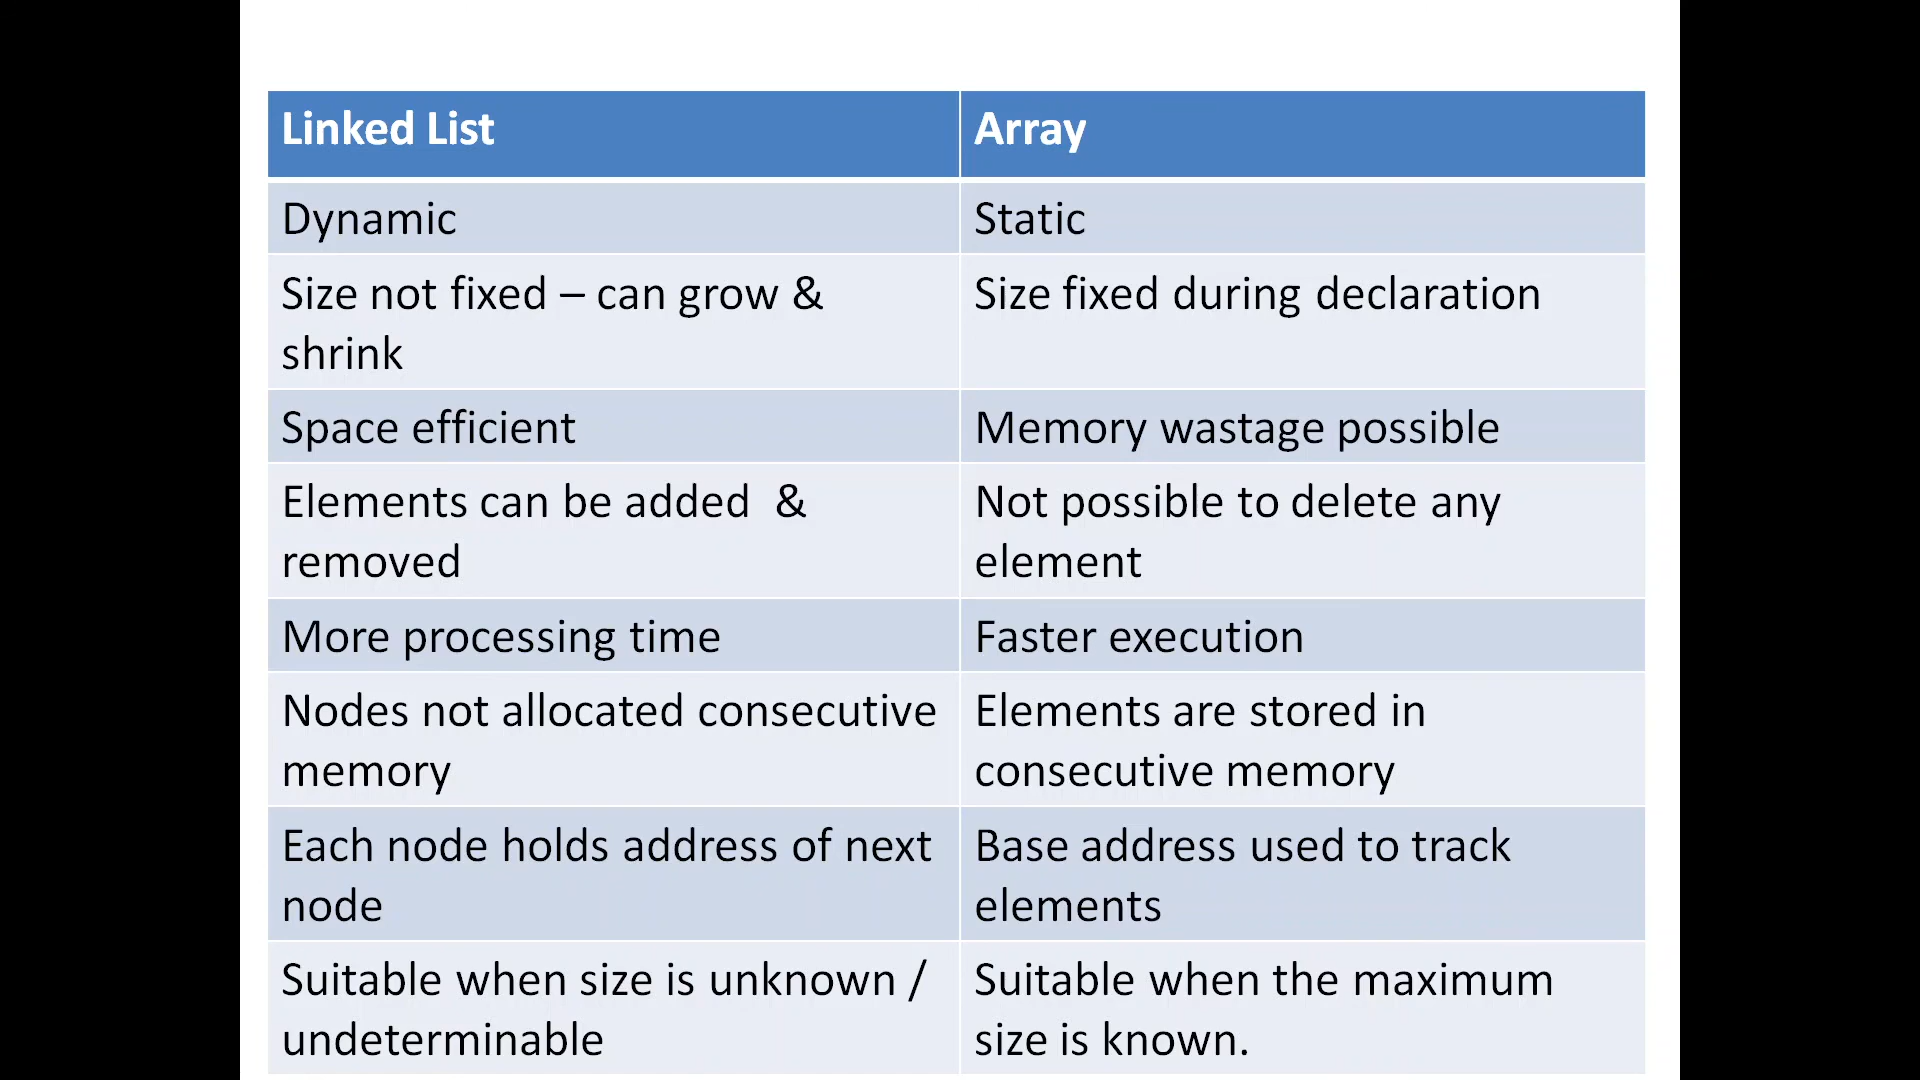 Linked List
Array
Dynamic
Static
Size not fixed – can grow &
shrink
Size fixed during declaration
Space efficient
Memory wastage possible
Elements can be added  &
removed
Not possible to delete any
element
More processing time
Faster execution
Nodes not allocated consecutive
memory
Elements are stored in
consecutive memory
Each node holds address of next
node
Base address used to track
elements
Suitable when size is unknown /
undeterminable
Suitable when the maximum
size is known.